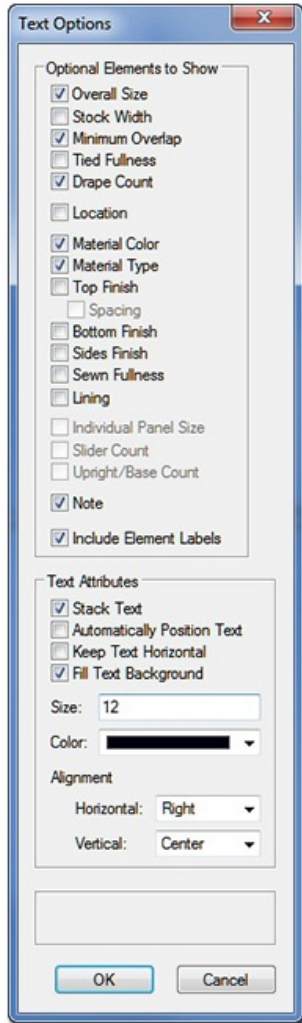 Text Options
Optional Elements to Show
Overall Size
Stock Width
Minimum Overlap
Tied Fullness
Drape Count
Location
Material Color
Material Type
Top Finish
Spacing
Bottom Finish
Sides Finish
Sewn Fullness
Lining
Individual Panel Size
Slider Count
Upright/Base Count
Note
Include Element Labels
Text Attributes
Stack Text
Automatically Position Text
Keep Text Horizontal
Fill Text Background
Size: 12
Color:
Alignment
Horizontal: Right
Vertical: Center
OK Cancel